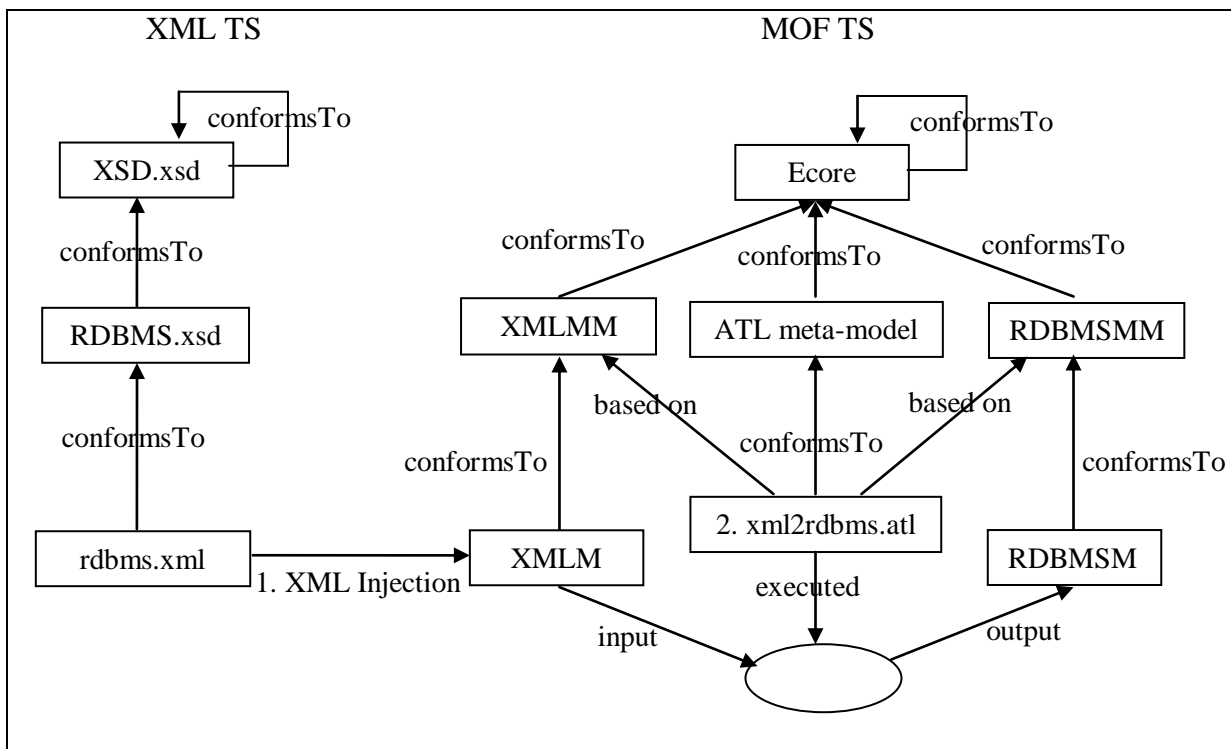 XML TS
MOF TS
conformsTo
conformsTo
XSD.xsd
Ecore
conformsTo
conformsTo
conformsTo
conformsTo
RDBMS.xsd
XMLMM
ATL meta-model
RDBMSMM
based on
based on
conformsTo
conformsTo
conformsTo
conformsTo
2. xml2rdbms.atl
rdbms.xml
XMLM
RDBMSM
1. XML Injection
executed
input
output